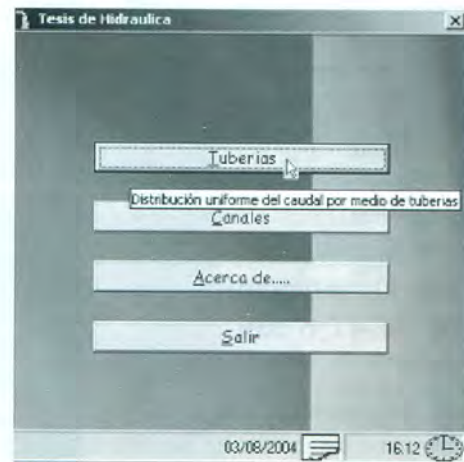 Tesis de Hidraulica
Tuberias
Distribución uniforme del caudal por medio de tuberias
Canales
Acerca de.....
Salir
03/08/2004 16:12